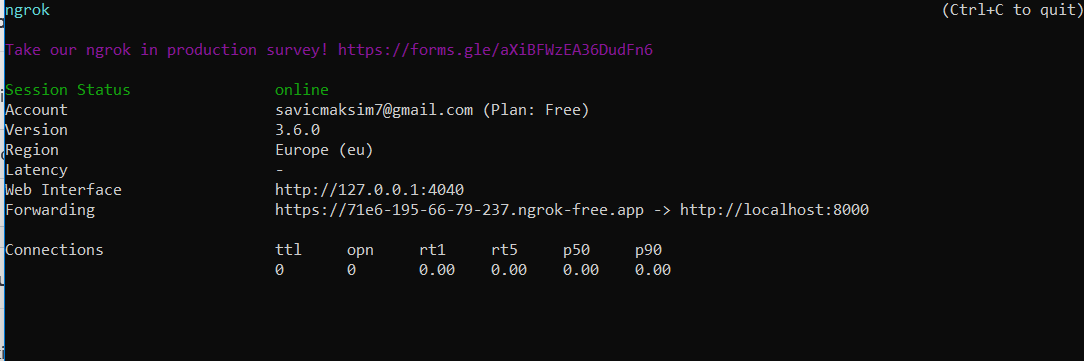 ngrok (Ctrl+C to quit)
Take our ngrok in production survey! https://forms.gle/aXiBFWzEA36DudFn6
Session Status online
Account savicmaksim7@gmail.com (Plan: Free)
Version 3.6.0
Region Europe (eu)
Latency -
Web Interface http://127.0.0.1:4040
Forwarding https://71e6-195-66-79-237.ngrok-free.app -> http://localhost:8000
Connections ttl opn rt1 rt5 p50 p90
0 0 0.00 0.00 0.00 0.00